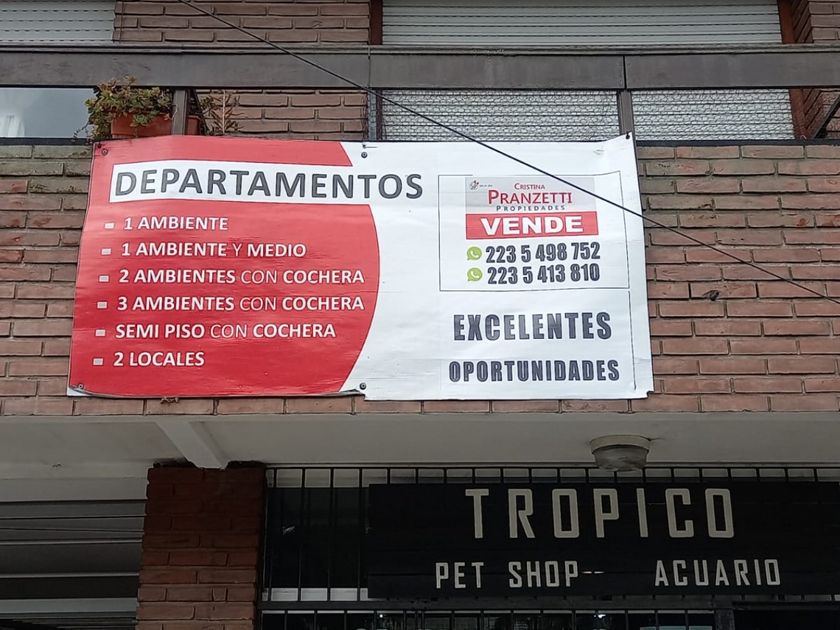 DEPARTAMENTOS
1 AMBIENTE
1 AMBIENTE Y MEDIO
2 AMBIENTES CON COCHERA
3 AMBIENTES CON COCHERA
SEMI PISO CON COCHERA
2 LOCALES
CRISTINA
PRANZETTI
PROPIEDADES
VENDE
223 5 498 752
223 5 413 810
EXCELENTES
OPORTUNIDADES
TROPICO
PET SHOP-- ACUARIO